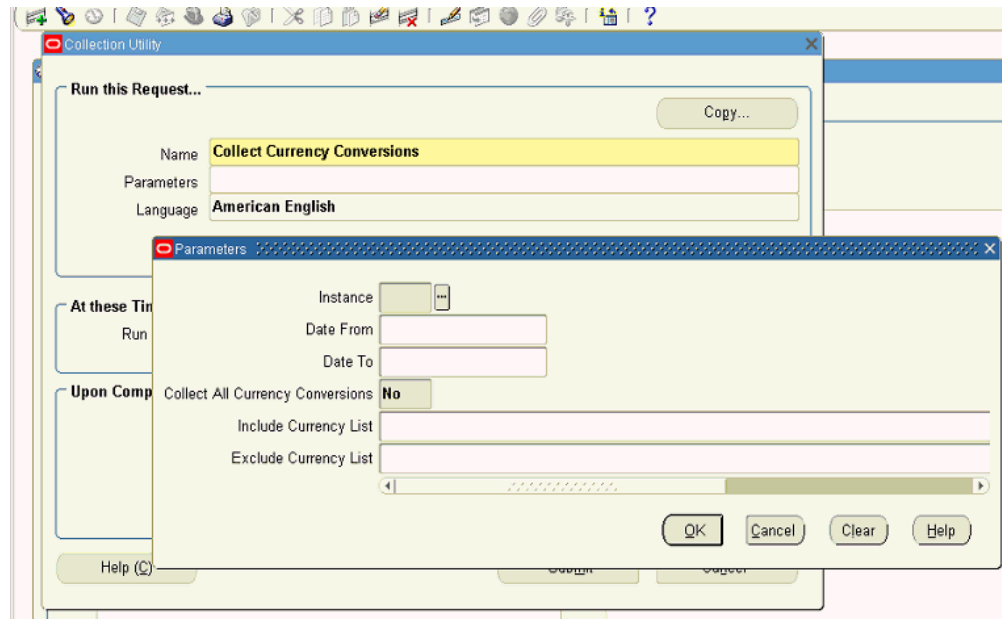 Collection Utility
Run this Request...
Copy...
Name Collect Currency Conversions
Parameters
Language American English
Parameters
Instance
At these Tim
Date From
Run
Date To
Upon Comp
Collect All Currency Conversions No
Include Currency List
Exclude Currency List
OK Cancel Clear Help
Help (C)
Submit Cancel